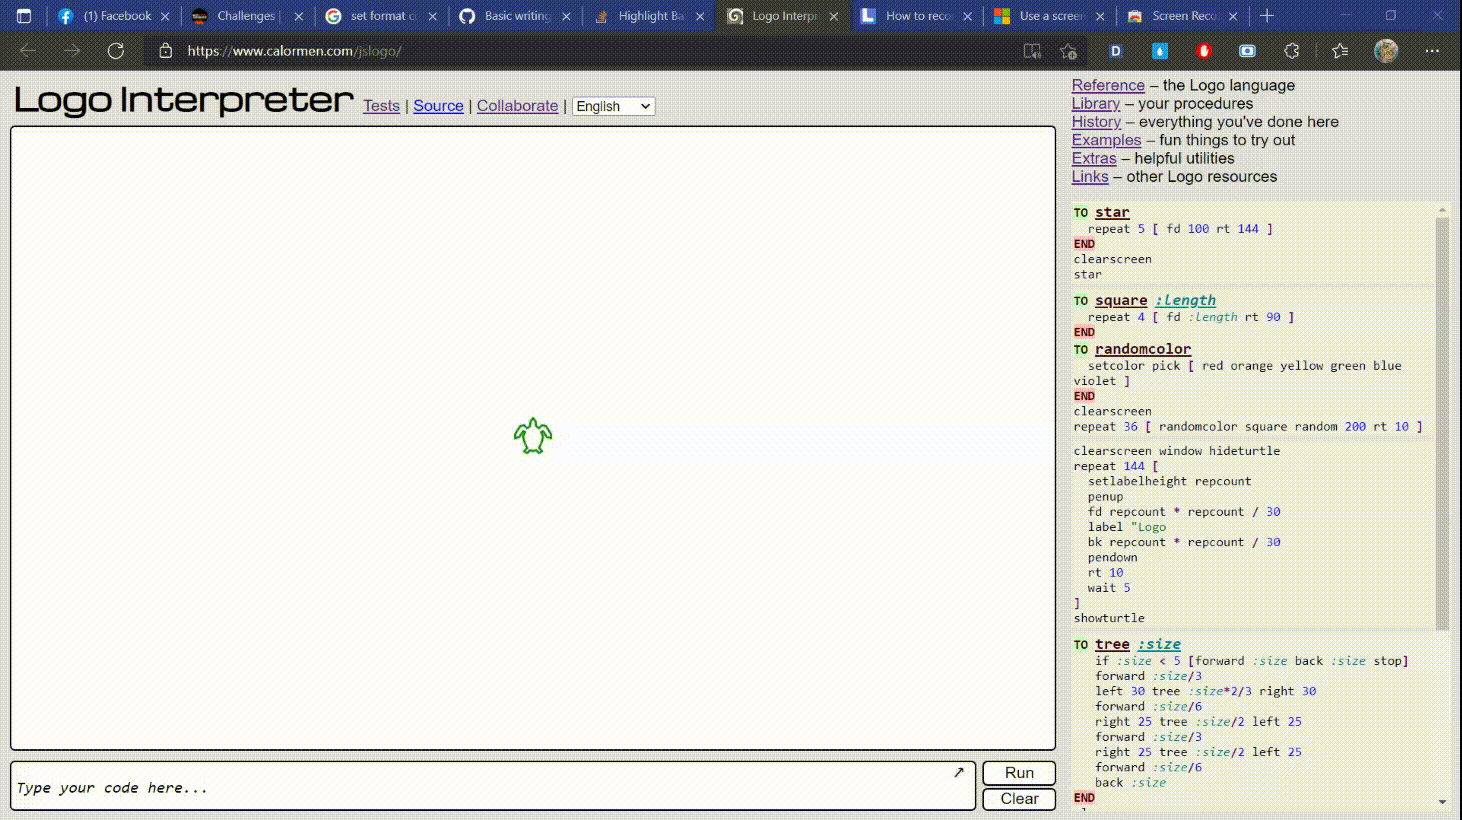 (1) Facebook
Challenges
set format c
Basic writing
Highlight Ba
Logo Interp
How to reco
Use a scree
Screen Reco
https://www.calormen.com/jslogo/
D
Logo Interpreter
Tests | Source | Collaborate | English
Reference – the Logo language
Library – your procedures
History – everything you've done here
Examples – fun things to try out
Extras – helpful utilities
Links – other Logo resources
TO star
repeat 5 [ fd 100 rt 144 ]
END
clearscreen
star
TO square :length
repeat 4 [ fd :length rt 90 ]
END
TO randomcolor
setcolor pick [ red orange yellow green blue
violet ]
END
clearscreen
repeat 36 [ randomcolor square random 200 rt 10 ]
clearscreen window hideturtle
repeat 144 [
setlabelheight repcount
penup
fd repcount * repcount / 30
label "Logo
bk repcount * repcount / 30
pendown
rt 10
wait 5
]
showturtle
TO tree :size
if :size < 5 [forward :size back :size stop]
forward :size/3
left 30 tree :size*2/3 right 30
forward :size/6
right 25 tree :size/2 left 25
forward :size/3
right 25 tree :size/2 left 25
forward :size/6
back :size
END
Type your code here...
Run
Clear